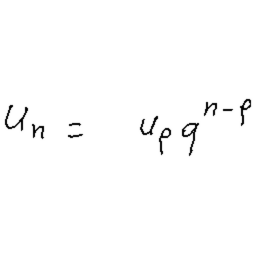 u_n = u_p q^{n-p}